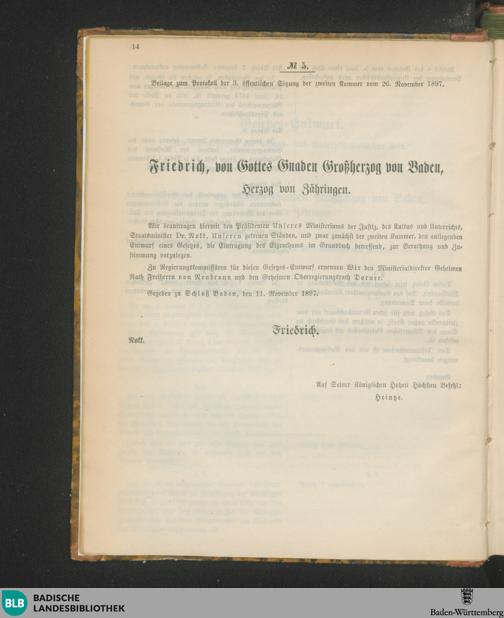 14
№ 5.
Beilage zum Protokoll der 3. öffentlichen Sitzung der zweiten Kammer vom 26. November 1897.
Friedrich, von Gottes Gnaden Großherzog von Baden,
Herzog von Zähringen.
Wir beauftragen hiermit den Präsidenten Unseres Ministeriums der Justiz, des Kultus und Unterrichts,
Staatsminister Dr. Nokk, Unseren getreuen Ständen, und zwar zunächst der zweiten Kammer, den anliegenden
Entwurf eines Gesetzes, die Eintragung des Eigenthums im Grundbuch betreffend, zur Berathung und Zu-
stimmung vorzulegen.
Zu Regierungskommissären für diesen Gesetzes-Entwurf ernennen Wir den Ministerialdirektor Geheimen
Rath Freiherrn von Neubronn und den Geheimen Oberregierungsrath Dorner.
Gegeben zu Schloß Baden, den 11. November 1897.
Friedrich.
Nokk.
Auf Seiner Königlichen Hoheit Höchsten Befehl:
Heintze.
BLB
BADISCHE
LANDESBIBLIOTHEK
Baden-Württemberg